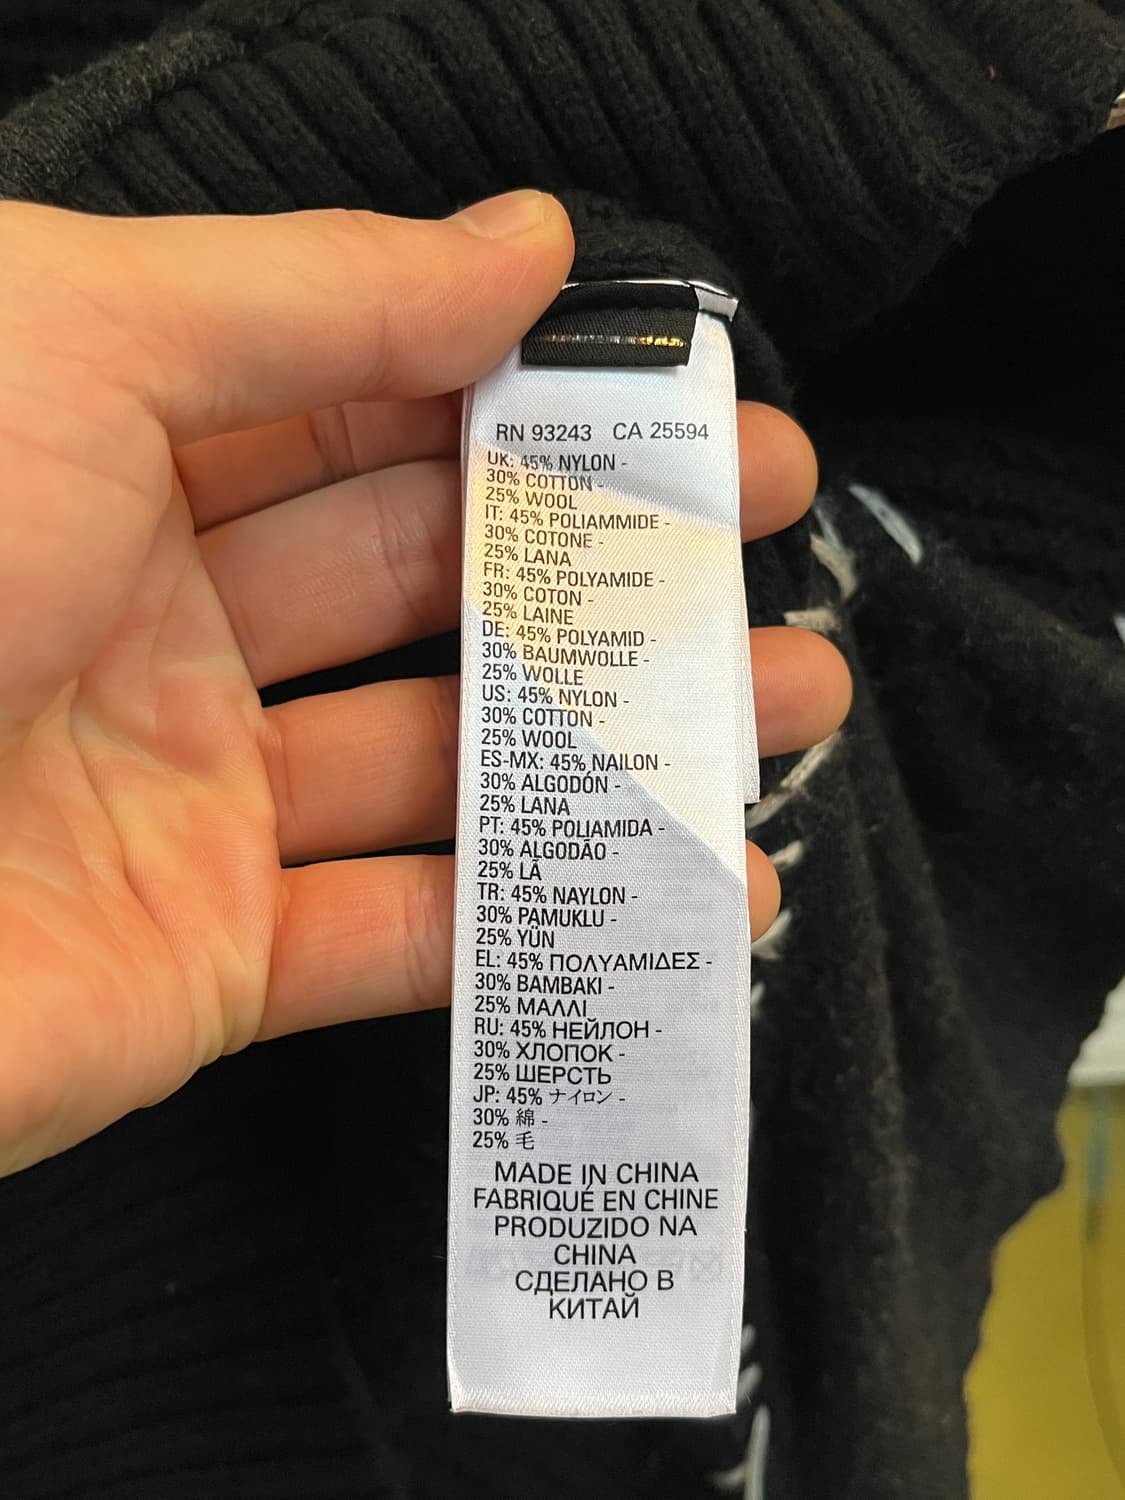 RN 93243 CA 25594
UK: 45% NYLON -
30% COTTON -
25% WOOL
IT: 45% POLIAMMIDE -
30% COTONE -
25% LANA
FR: 45% POLYAMIDE -
30% COTON -
25% LAINE
DE: 45% POLYAMID -
30% BAUMWOLLE -
25% WOLLE
US: 45% NYLON -
30% COTTON -
25% WOOL
ES-MX: 45% NAILON -
30% ALGODÓN -
25% LANA
PT: 45% POLIAMIDA -
30% ALGODÃO -
25% LÃ
TR: 45% NAYLON -
30% PAMUKLU -
25% YÜN
EL: 45% ΠΟΛΥΑΜΙΔΕΣ -
30% ΒΑΜΒΑΚΙ -
25% ΜΑΛΛΙ
RU: 45% НЕЙЛОН -
30% ХЛОПОК -
25% ШЕРСТЬ
JP: 45% ナイロン -
30% 綿 -
25% 毛
MADE IN CHINA
FABRIQUÉ EN CHINE
PRODUZIDO NA
CHINA
СДЕЛАНО В
КИТАЙ